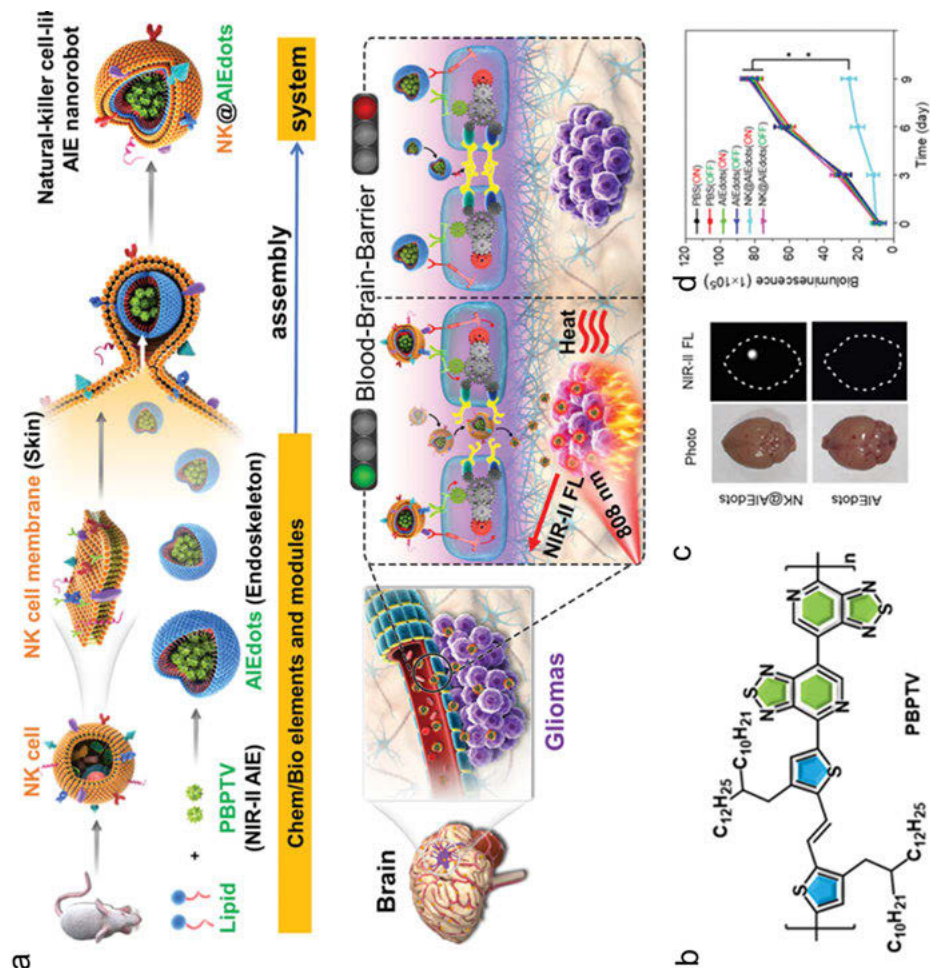 a
NK cell
NK cell membrane (Skin)
Natural-killer cell-li
AIE nanorobot
NK@AIEdots
Lipid
+
PBPTV
(NIR-II AIE)
AIEdots (Endoskeleton)
Chem/Bio elements and modules
assembly
system
Brain
Gliomas
Blood-Brain-Barrier
NIR-II FL
808 nm
Heat
b
C12H25
C10H21
S
S
C10H21
C12H25
N
S
N
N
N
N
S
N
n
PBPTV
c
Photo
NIR-II FL
NK@AIEdots
AIEdots
d
Bioluminescence (1×10⁵)
120
100
80
60
40
20
0
PBS(ON)
PBS(OFF)
AIEdots(ON)
AIEdots(OFF)
NK@AIEdots(ON)
NK@AIEdots(OFF)
* *
0 3 6 9
Time (day)